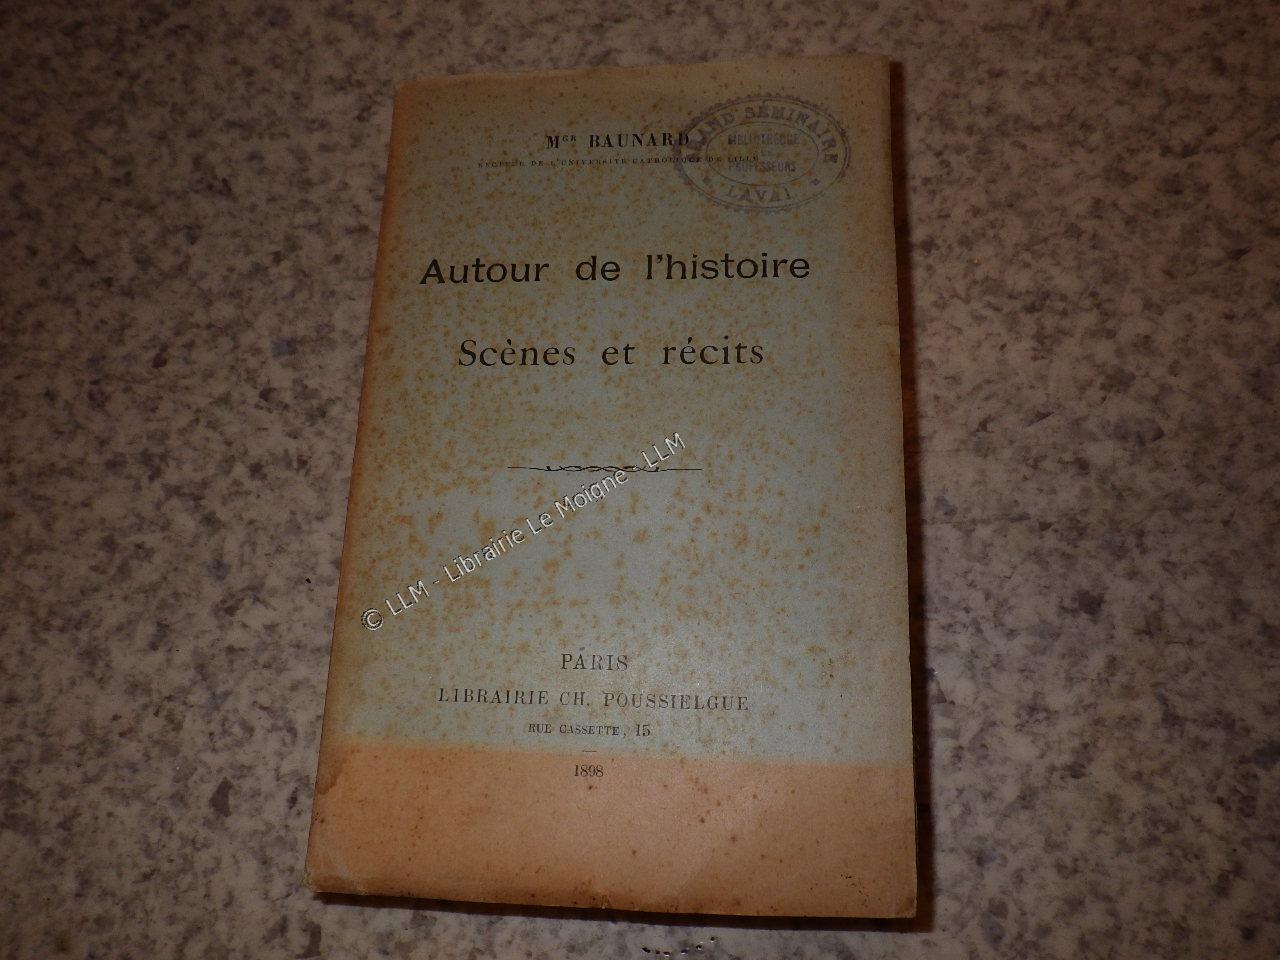 Mgr BAUNARD
RECTEUR DE L'UNIVERSITÉ CATHOLIQUE DE LILLE
GRAND SÉMINAIRE
BIBLIOTHÈQUE
DES
PROFESSEURS
LAVAL
Autour de l'histoire
Scènes et récits
© LLM - Librairie Le Moigne - LLM
PARIS
LIBRAIRIE CH. POUSSIELGUE
RUE CASSETTE, 15
1898